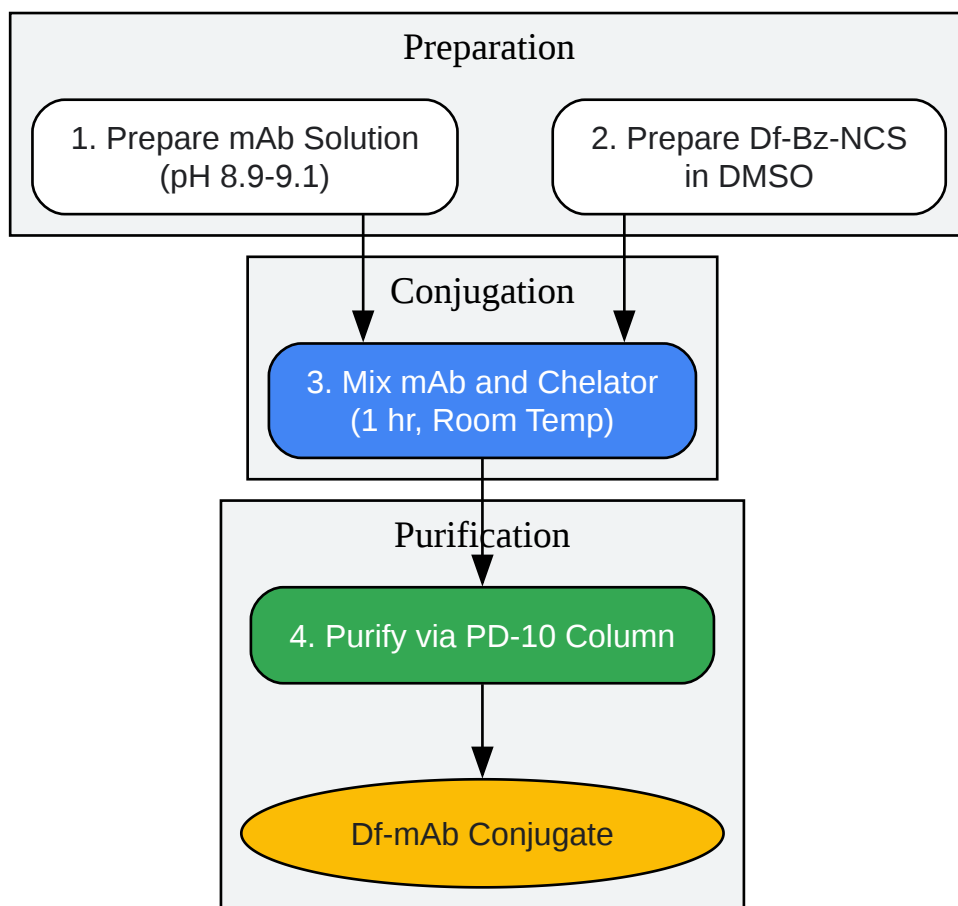 Preparation
1. Prepare mAb Solution
(pH 8.9-9.1)
2. Prepare Df-Bz-NCS
in DMSO
Conjugation
3. Mix mAb and Chelator
(1 hr, Room Temp)
Purification
4. Purify via PD-10 Column
Df-mAb Conjugate